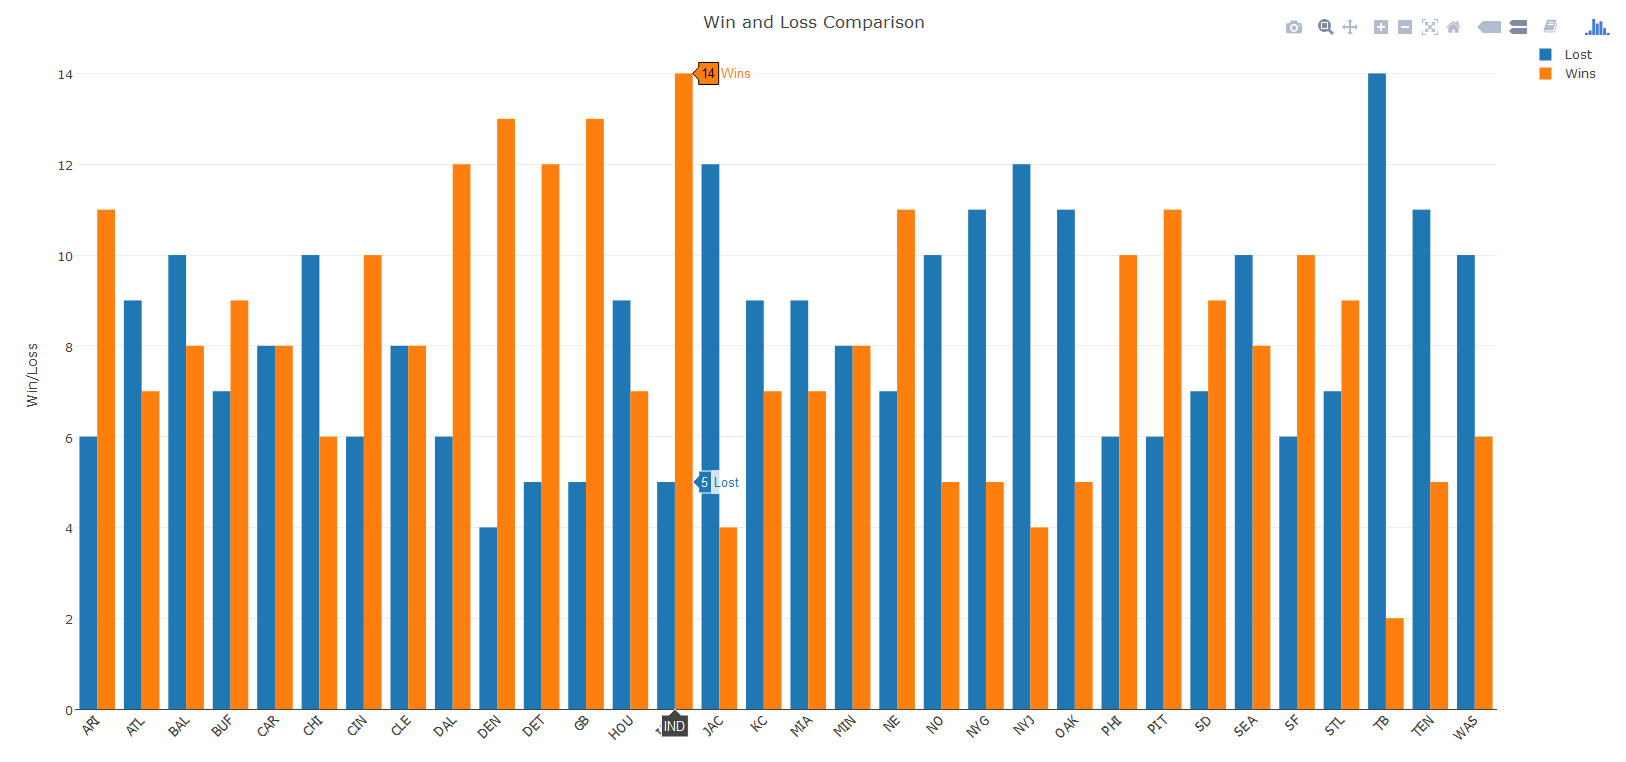 Win and Loss Comparison
Lost
Wins
14
12
10
8
6
4
2
0
Win/Loss
14 Wins
5 Lost
ARI ATL BAL BUF CAR CHI CIN CLE DAL DEN DET GB HOU IND JAC KC MIA MIN NE NO NYG NYJ OAK PHI PIT SD SEA SF STL TB TEN WAS